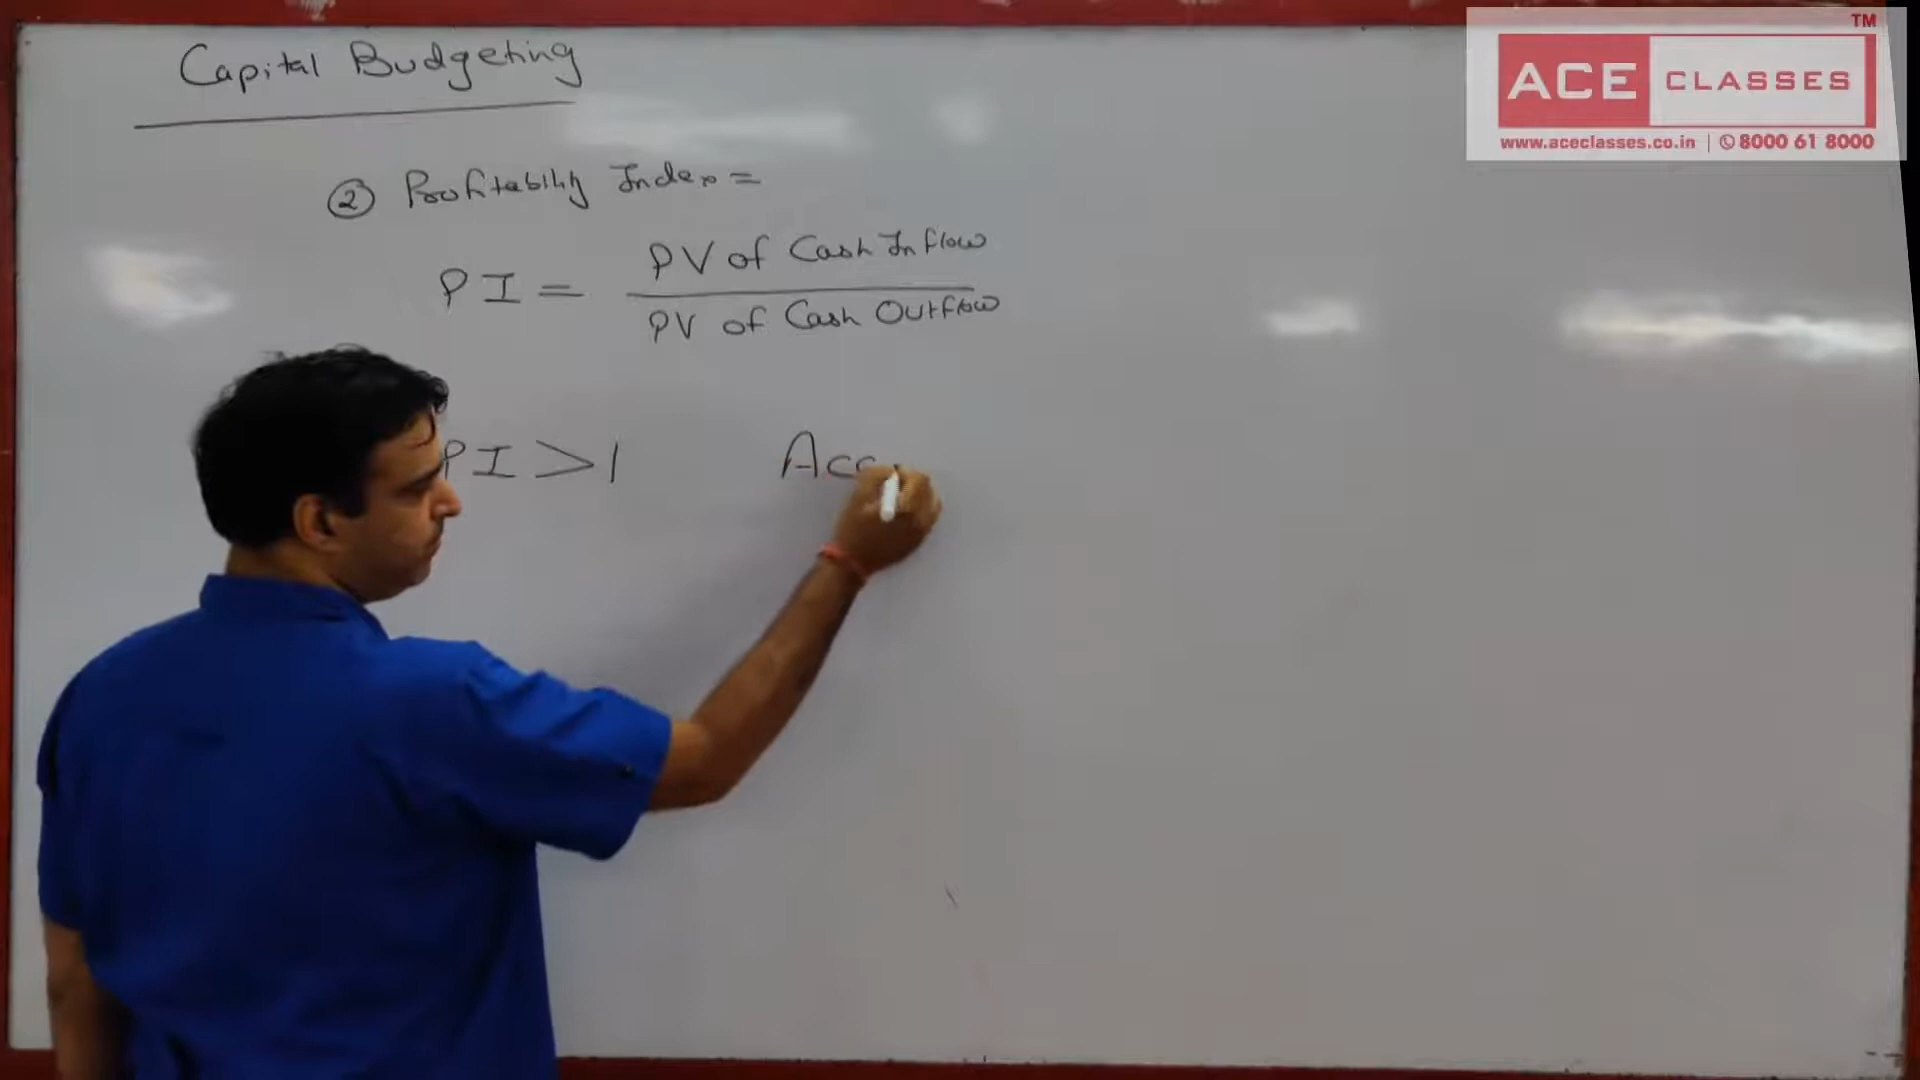 Capital Budgeting
② Profitability Index =
PI = PV of Cash Inflow
PV of Cash Outflow
PI > 1 Acc
TM
ACE CLASSES
www.aceclasses.co.in | 8000 61 8000